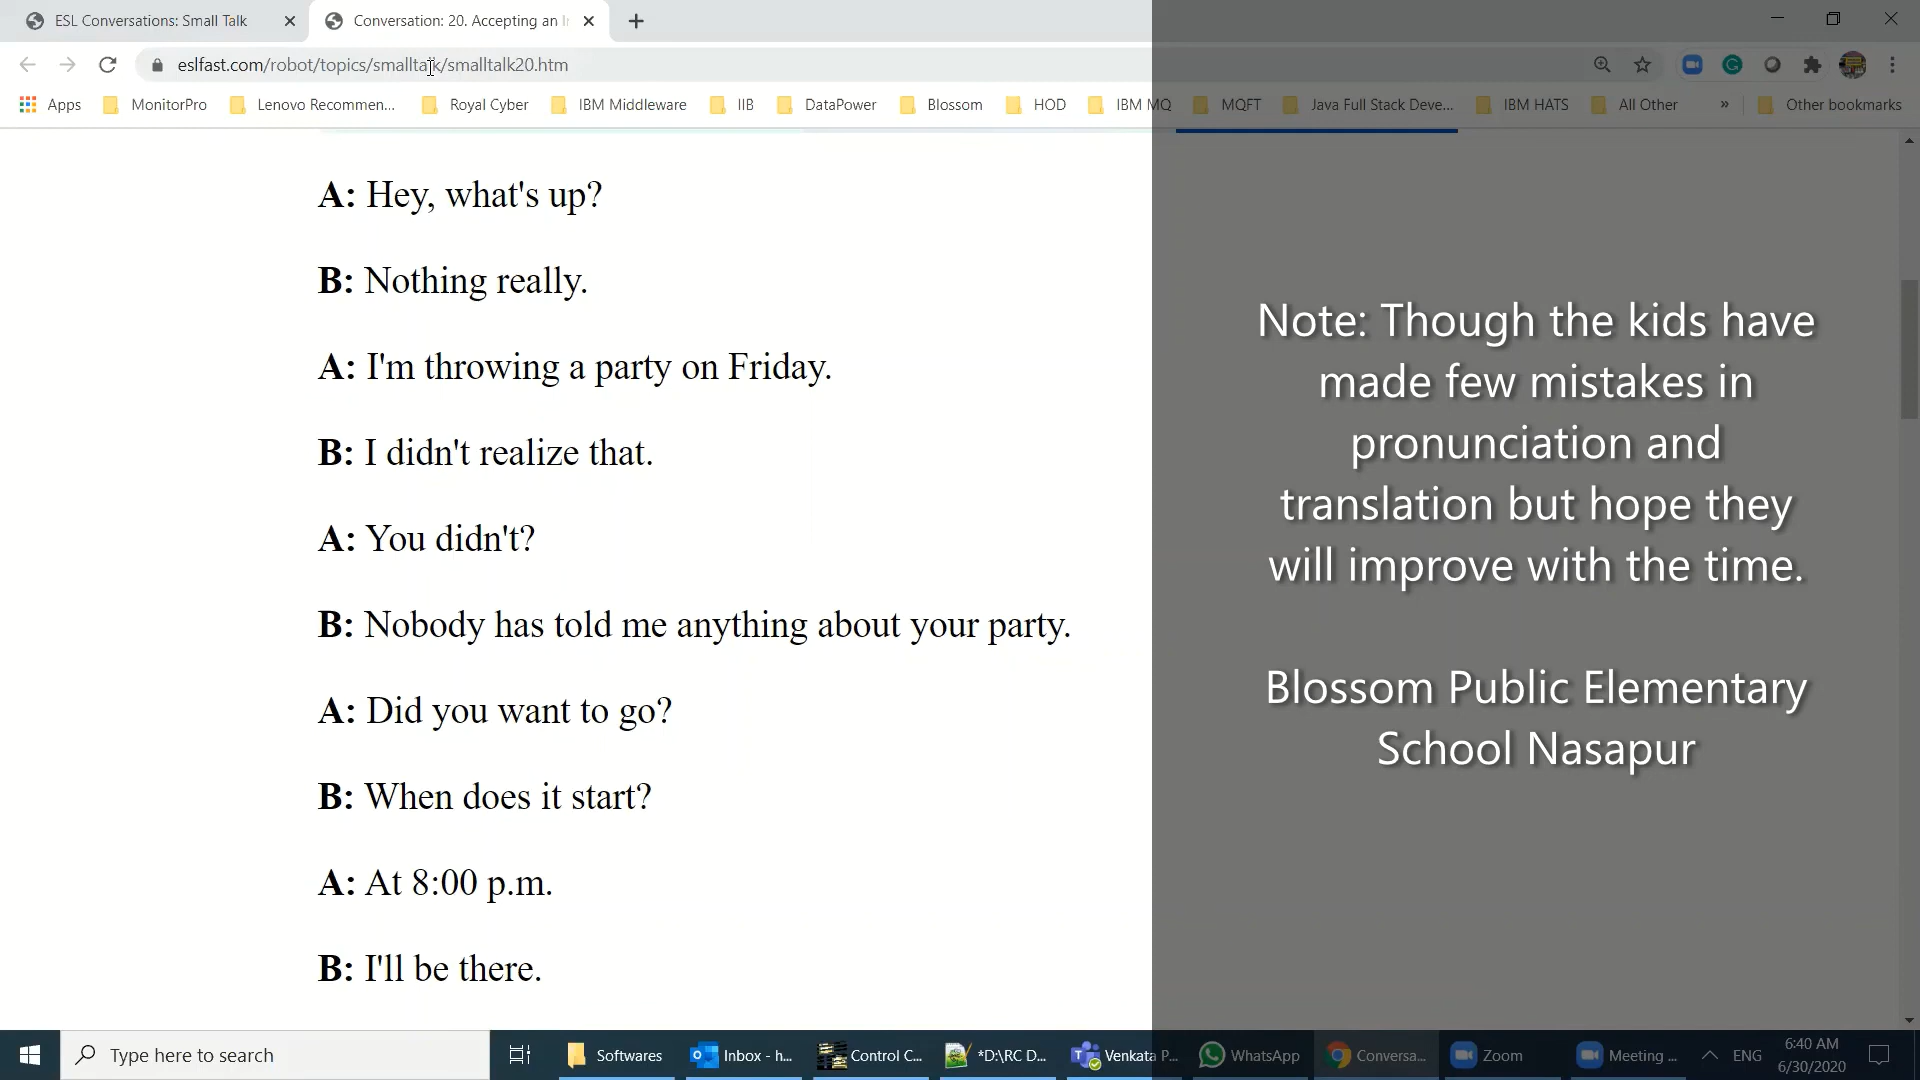 ESL Conversations: Small Talk
Conversation: 20. Accepting an I
eslfast.com/robot/topics/smalltalk/smalltalk20.htm
Apps MonitorPro Lenovo Recommen... Royal Cyber IBM Middleware IIB DataPower Blossom HOD IBM MQ MQFT Java Full Stack Deve... IBM HATS All Other » Other bookmarks
A: Hey, what's up?
B: Nothing really.
A: I'm throwing a party on Friday.
B: I didn't realize that.
A: You didn't?
B: Nobody has told me anything about your party.
A: Did you want to go?
B: When does it start?
A: At 8:00 p.m.
B: I'll be there.
Note: Though the kids have
made few mistakes in
pronunciation and
translation but hope they
will improve with the time.
Blossom Public Elementary
School Nasapur
Type here to search
Softwares Inbox - h... Control C... *D:\RC D... Venkata P... WhatsApp Conversa... Zoom Meeting ... ENG
6:40 AM
6/30/2020